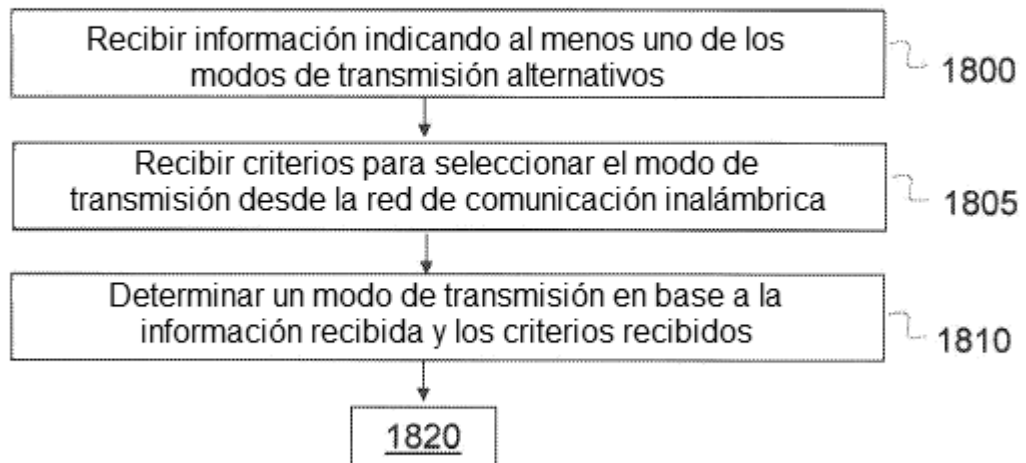 Recibir información indicando al menos uno de los
modos de transmisión alternativos
1800
Recibir criterios para seleccionar el modo de
transmisión desde la red de comunicación inalámbrica
1805
Determinar un modo de transmisión en base a la
información recibida y los criterios recibidos
1810
1820